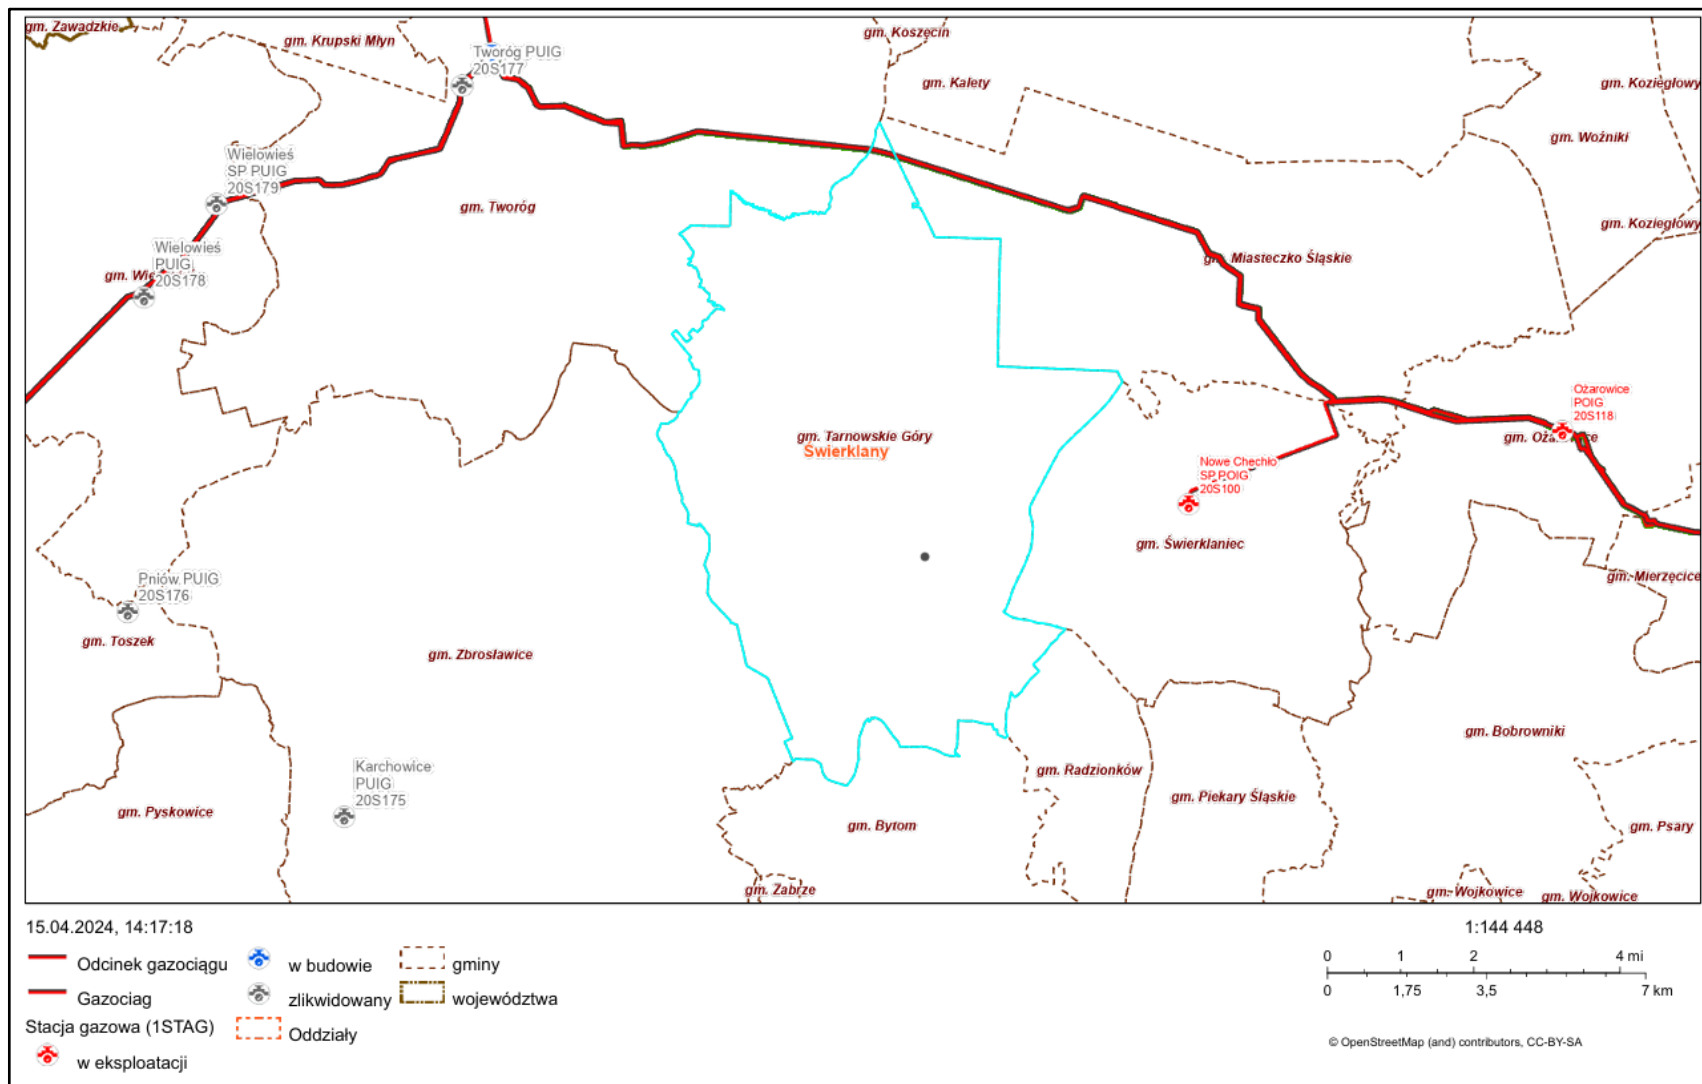 gm. Zawadzkie
gm. Krupski Młyn
gm. Koszęcin
Tworóg PUIG
20S177
gm. Kalety
gm. Koziegłowy
gm. Woźniki
Wielowieś
SP PUIG
20S179
gm. Tworóg
gm. Koziegłowy
Wielowieś
PUIG
20S178
gm. Miasteczko Śląskie
Ożarowice
POIG
20S118
gm. Tarnowskie Góry
Świerklany
Nowe Chechło
SP POIG
20S100
gm. Świerklaniec
Pniów PUIG
20S176
gm. Mierzęcice
gm. Toszek
gm. Zbrosławice
gm. Bobrowniki
Karchowice
PUIG
20S175
gm. Radzionków
gm. Piekary Śląskie
gm. Pyskowice
gm. Bytom
gm. Psary
gm. Zabrze
gm. Wojkowice
gm. Wojkowice
15.04.2024, 14:17:18
1:144 448
Odcinek gazociągu
w budowie
gminy
Gazociag
zlikwidowany
województwa
Stacja gazowa (1STAG)
Oddziały
w eksploatacji
0 1 2 4 mi
0 1,75 3,5 7 km
© OpenStreetMap (and) contributors, CC-BY-SA